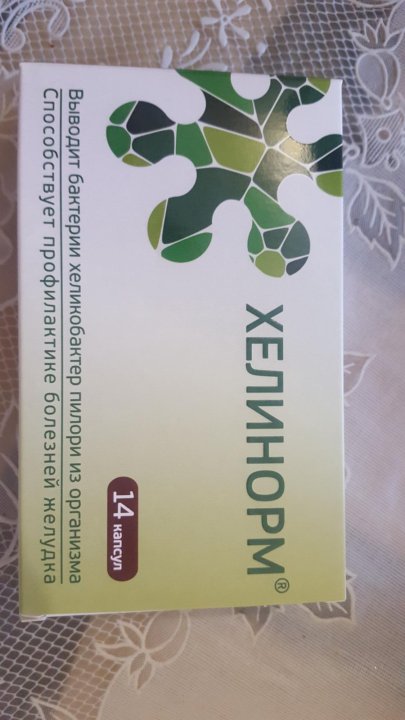 ХЕЛИНОРМ®
14 капсул
Выводит бактерии хеликобактер пилори из организма
Способствует профилактике болезней желудка